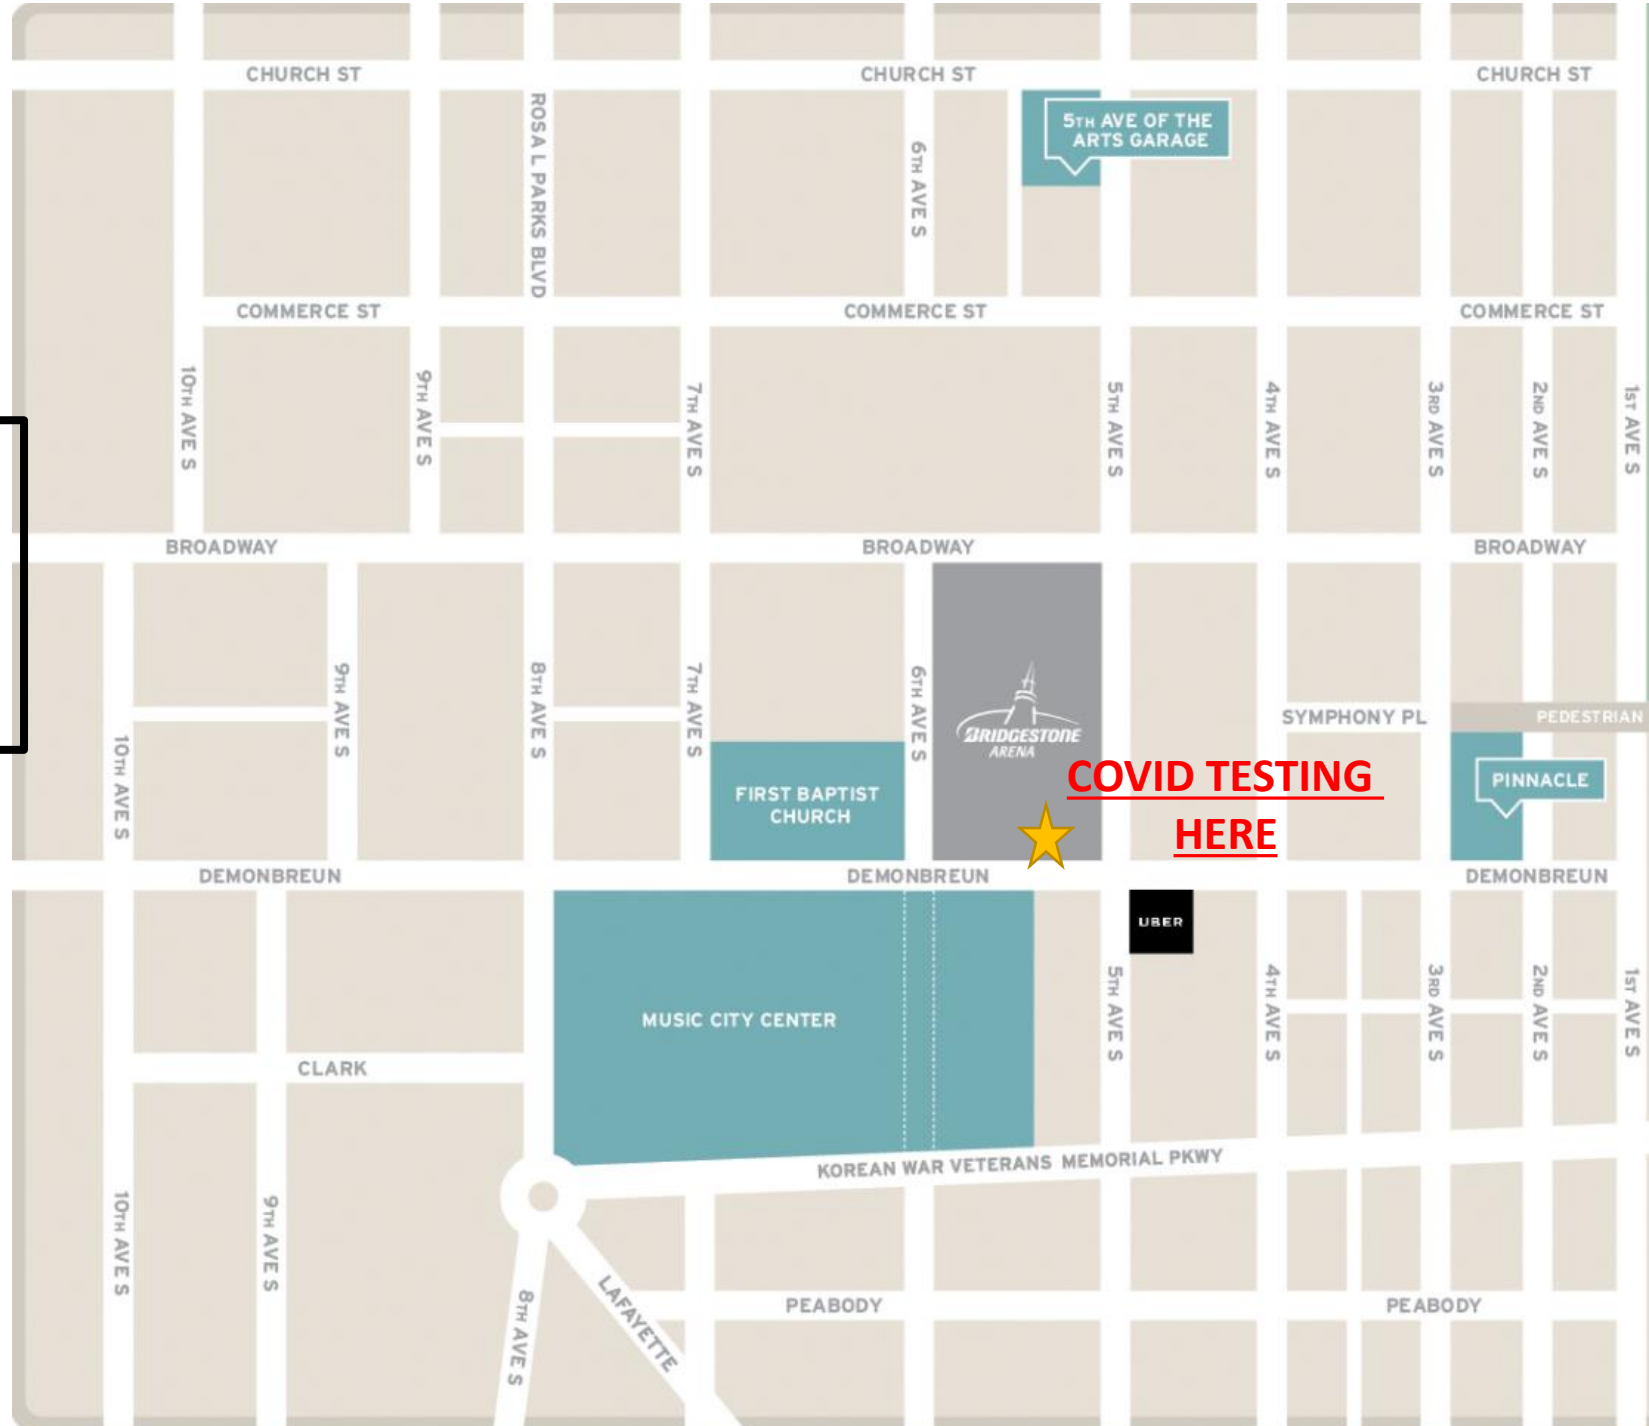 CHURCH ST
CHURCH ST
CHURCH ST
ROSA L PARKS BLVD
6TH AVE S
5TH AVE OF THE
ARTS GARAGE
COMMERCE ST
COMMERCE ST
COMMERCE ST
10TH AVE S
9TH AVE S
7TH AVE S
5TH AVE S
4TH AVE S
3RD AVE S
2ND AVE S
1ST AVE S
BROADWAY
BROADWAY
BROADWAY
10TH AVE S
9TH AVE S
8TH AVE S
7TH AVE S
6TH AVE S
BRIDGESTONE
ARENA
SYMPHONY PL
PEDESTRIAN
COVID TESTING
HERE
PINNACLE
FIRST BAPTIST
CHURCH
DEMONBREUN
DEMONBREUN
DEMONBREUN
UBER
MUSIC CITY CENTER
5TH AVE S
4TH AVE S
3RD AVE S
2ND AVE S
1ST AVE S
CLARK
KOREAN WAR VETERANS MEMORIAL PKWY
10TH AVE S
9TH AVE S
8TH AVE S
LAFAYETTE
PEABODY
PEABODY